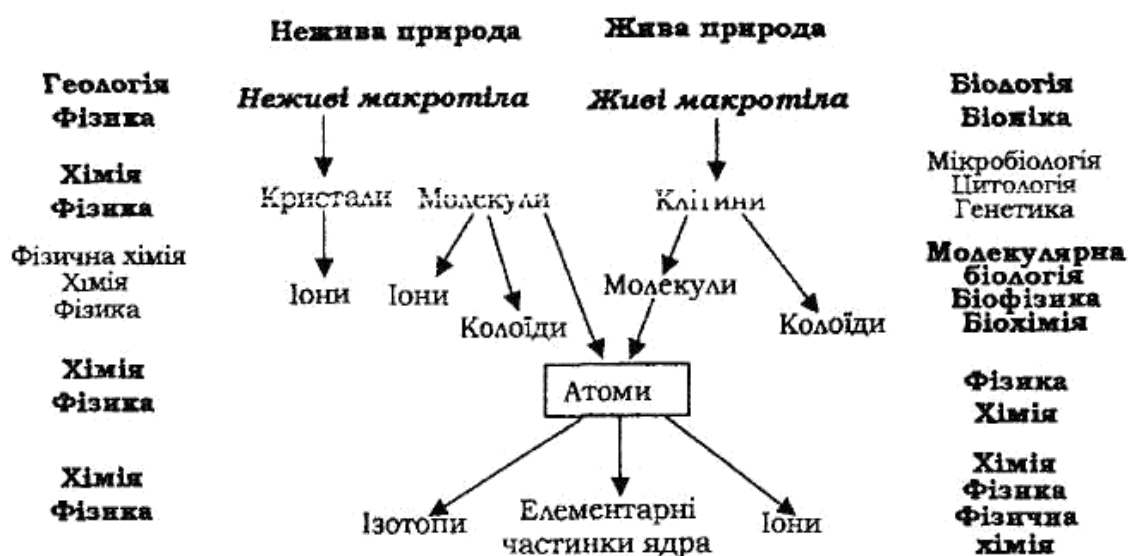 Нежива природа Жива природа
Геологія
Фізика
Неживі макротіла Живі макротіла
Біологія
Біоніка
Хімія
Фізика
Кристали Молекули Клітини
Мікробіологія
Цитологія
Генетика
Фізична хімія
Хімія
Фізика
Іони Іони Молекули
Колоїди Колоїди
Молекулярна
біологія
Біофізика
Біохімія
Хімія
Фізика
Атоми
Фізика
Хімія
Хімія
Фізика
Ізотопи Елементарні Іони
частинки ядра
Хімія
Фізика
Фізична
хімія